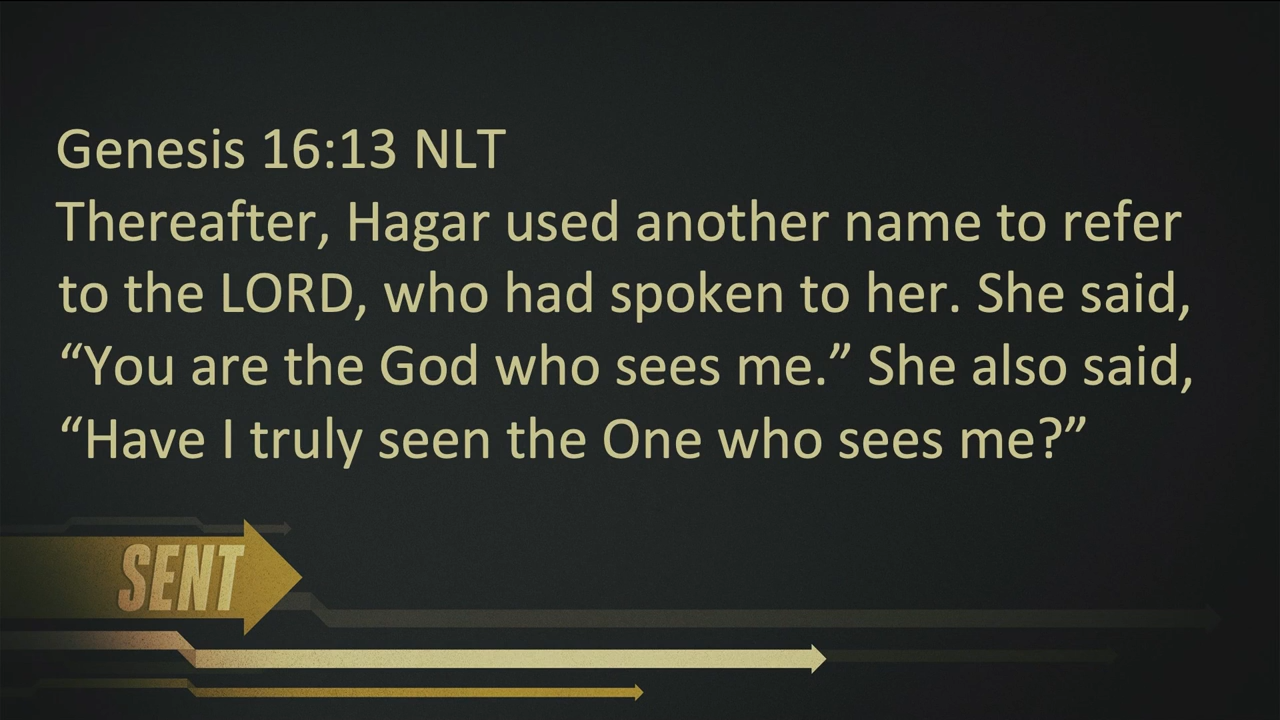 Genesis 16:13 NLT
Thereafter, Hagar used another name to refer
to the LORD, who had spoken to her. She said,
“You are the God who sees me.” She also said,
“Have I truly seen the One who sees me?”
SENT